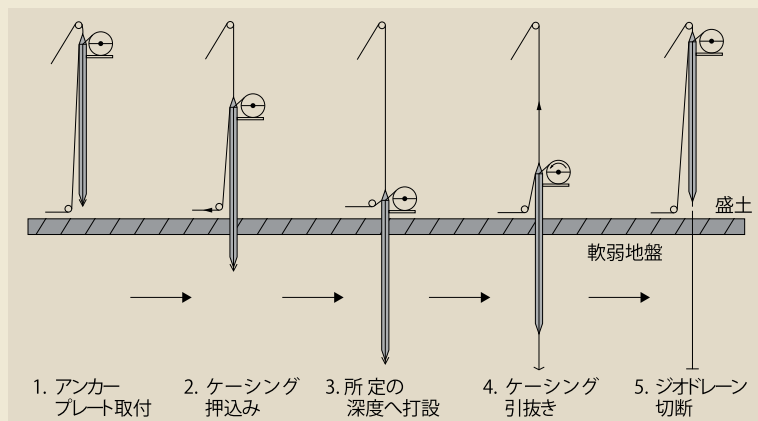 盛土
軟弱地盤
1. アンカー
プレート取付
2. ケーシング
押込み
3. 所定の
深度へ打設
4. ケーシング
引抜き
5. ジオドレーン
切断